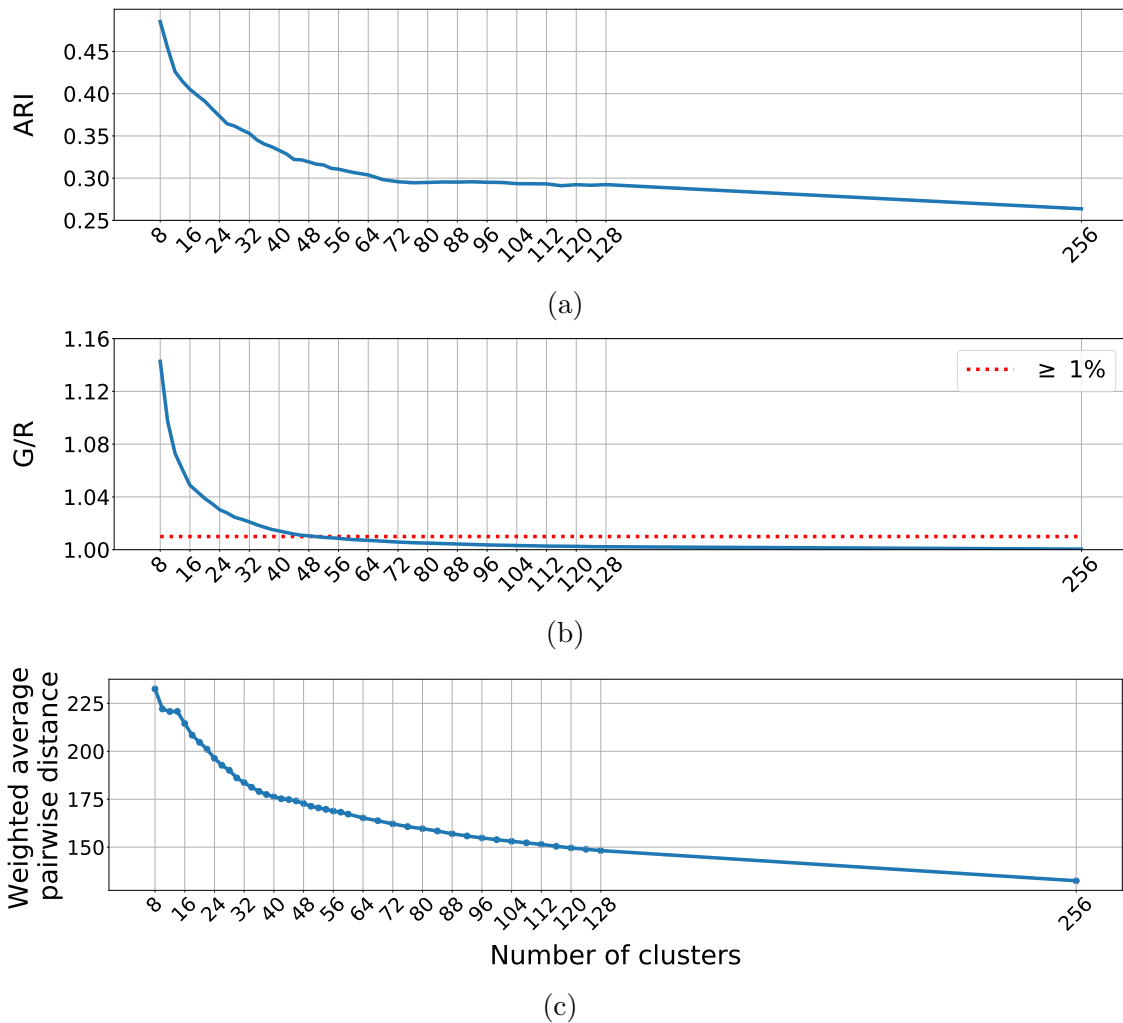 ARI
0.45
0.40
0.35
0.30
0.25
8 16 24 32 40 48 56 64 72 80 88 96 104 112 120 128 256
(a)
G/R
1.16
1.12
1.08
1.04
1.00
≥ 1%
8 16 24 32 40 48 56 64 72 80 88 96 104 112 120 128 256
(b)
Weighted average
pairwise distance
225
200
175
150
8 16 24 32 40 48 56 64 72 80 88 96 104 112 120 128 256
Number of clusters
(c)